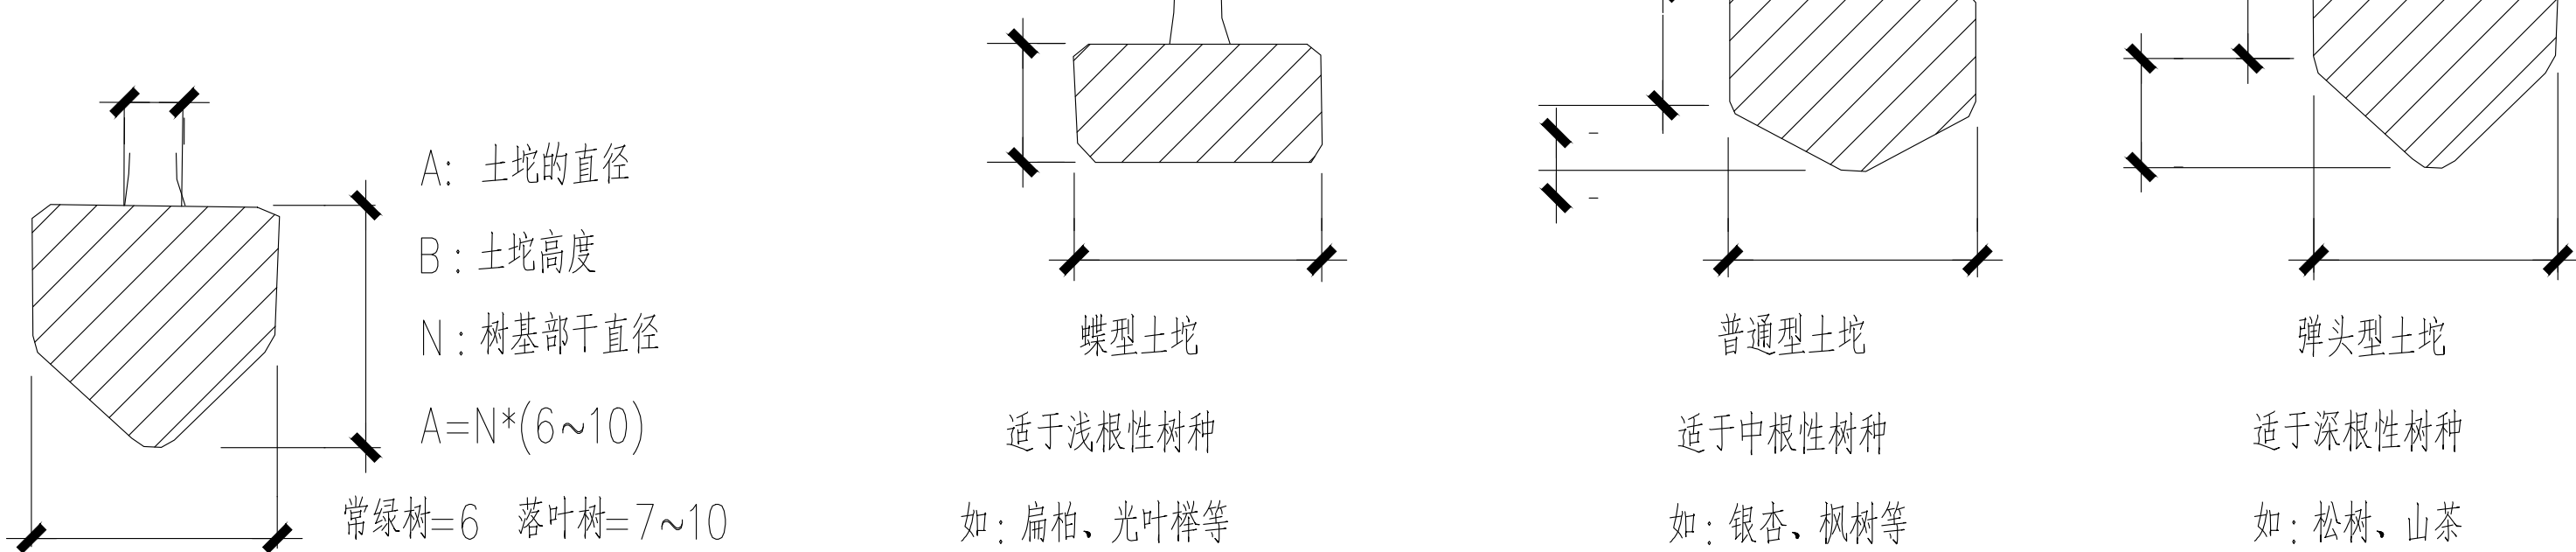 A: 土坨的直径
B: 土坨高度
N: 树基部干直径
A=N*(6~10)
常绿树=6 落叶树=7~10
蝶型土坨
适于浅根性树种
如: 扁柏、光叶榉等
普通型土坨
适于中根性树种
如: 银杏、枫树等
弹头型土坨
适于深根性树种
如: 松树、山茶